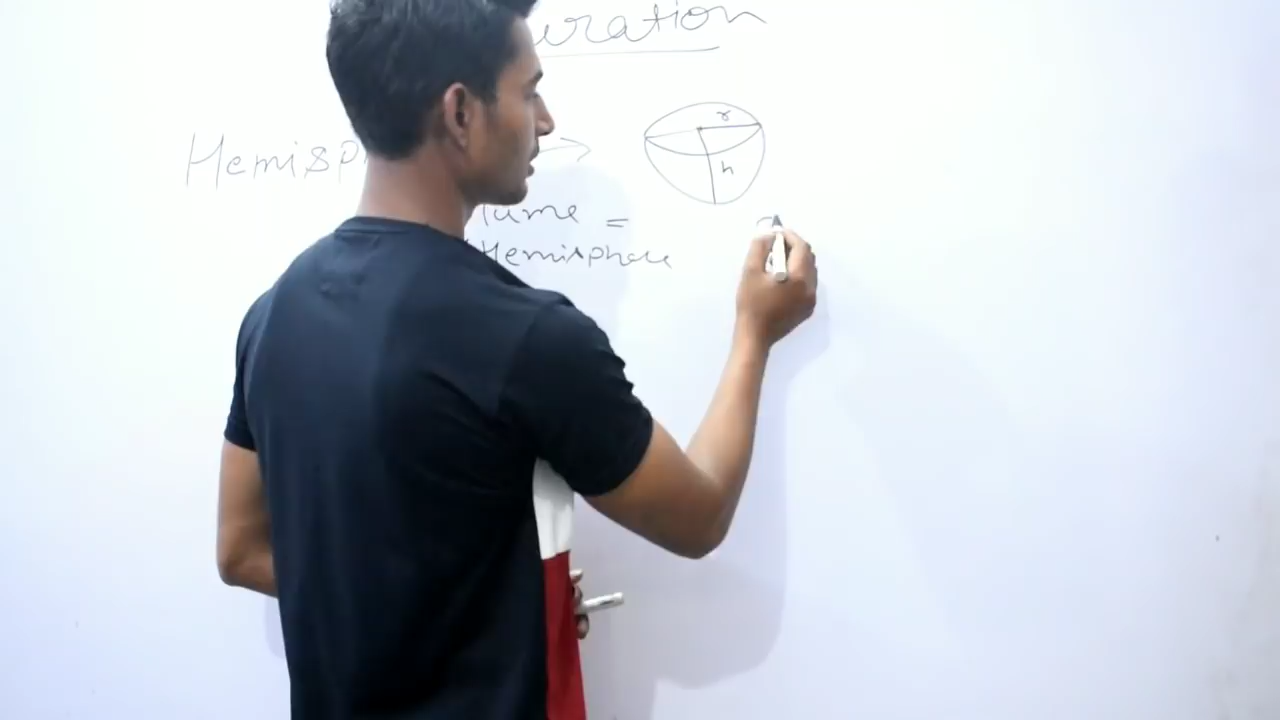 uration
Hemisp →
r
h
lume =
Hemisphere